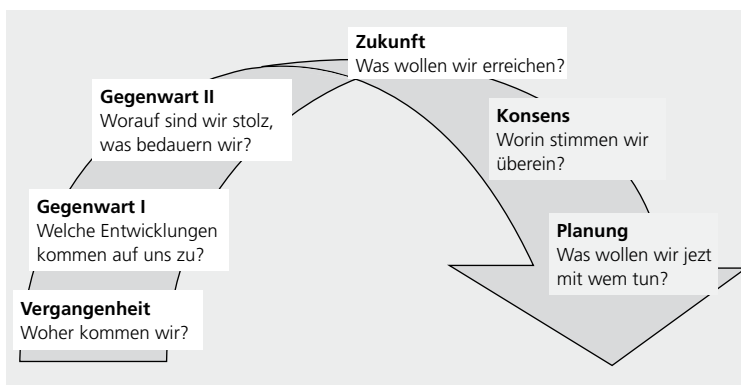 Zukunft
Was wollen wir erreichen?
Gegenwart II
Worauf sind wir stolz,
was bedauern wir?
Konsens
Worin stimmen wir
überein?
Gegenwart I
Welche Entwicklungen
kommen auf uns zu?
Planung
Was wollen wir jezt
mit wem tun?
Vergangenheit
Woher kommen wir?